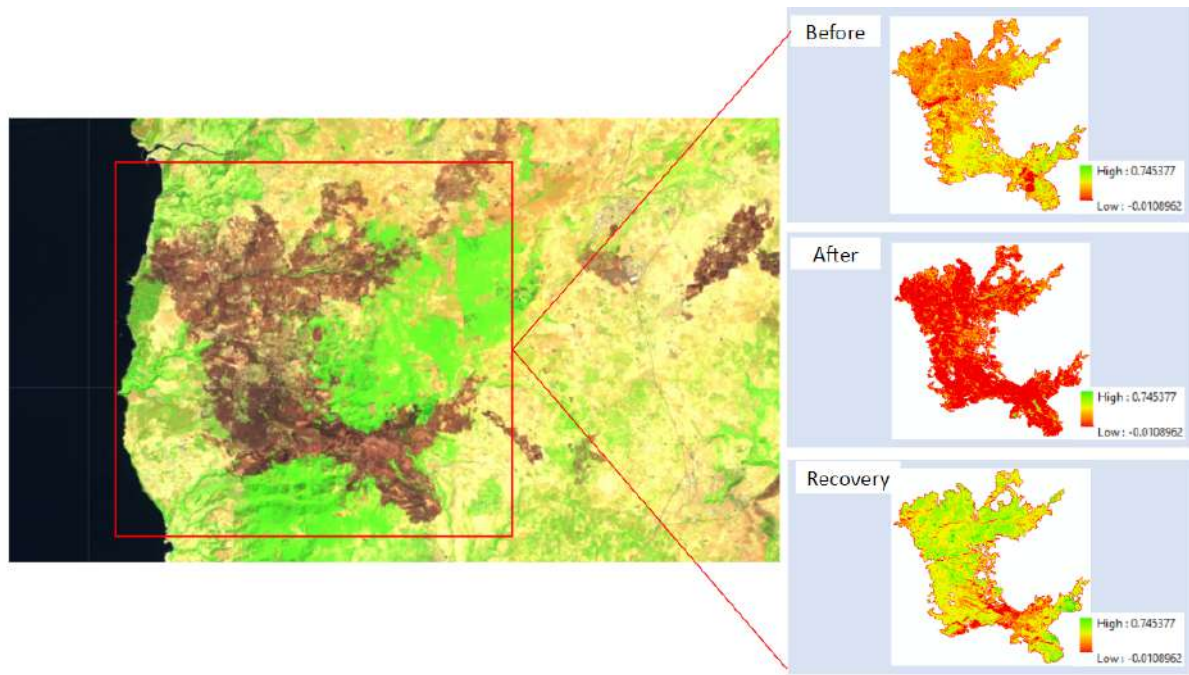 Before
High : 0.745377
Low : -0.0108962
After
High : 0.745377
Low : -0.0108962
Recovery
High : 0.745377
Low : -0.0108962